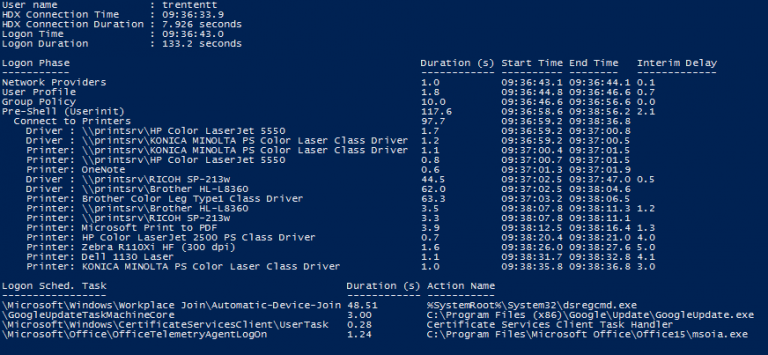 User name : trententt
HDX Connection Time : 09:36:33.9
HDX Connection Duration : 7.926 seconds
Logon Time : 09:36:43.0
Logon Duration : 133.2 seconds
Logon Phase Duration (s) Start Time End Time Interim Delay
----------- ------------ ---------- -------- -------------
Network Providers 1.0 09:36:43.1 09:36:44.1 0.1
User Profile 1.8 09:36:44.8 09:36:46.6 0.7
Group Policy 10.0 09:36:46.6 09:36:56.6 0.0
Pre-Shell (Userinit) 117.6 09:36:58.6 09:38:56.2 2.1
Connect to Printers 97.7 09:36:59.2 09:38:36.8
Driver : \\printsrv\HP Color LaserJet 5550 1.7 09:36:59.2 09:37:00.8
Driver : \\printsrv\KONICA MINOLTA PS Color Laser Class Driver 1.2 09:36:59.2 09:37:00.5
Printer: \\printsrv\KONICA MINOLTA PS Color Laser Class Driver 1.1 09:37:00.4 09:37:01.5
Printer: \\printsrv\HP Color LaserJet 5550 0.8 09:37:00.7 09:37:01.5
Printer: OneNote 0.6 09:37:01.3 09:37:01.9
Driver : \\printsrv\RICOH SP-213w 44.5 09:37:02.5 09:37:47.0 0.5
Driver : \\printsrv\Brother HL-L8360 62.0 09:37:02.5 09:38:04.6
Printer: Brother Color Leg Type1 Class Driver 63.3 09:37:03.2 09:38:06.5
Printer: \\printsrv\Brother HL-L8360 3.5 09:38:07.8 09:38:11.3 1.2
Printer: \\printsrv\RICOH SP-213w 3.3 09:38:07.8 09:38:11.1
Printer: Microsoft Print to PDF 3.9 09:38:12.5 09:38:16.4 1.3
Printer: HP Color LaserJet 2500 PS Class Driver 0.7 09:38:20.4 09:38:21.0 4.0
Printer: Zebra R110Xi HF (300 dpi) 1.6 09:38:26.0 09:38:27.6 5.0
Printer: Dell 1130 Laser 1.1 09:38:31.7 09:38:32.8 4.1
Printer: KONICA MINOLTA PS Color Laser Class Driver 1.0 09:38:35.8 09:38:36.8 3.0
Logon Sched. Task Duration (s) Action Name
----------------- ------------ -----------
\Microsoft\Windows\Workplace Join\Automatic-Device-Join 48.51 %SystemRoot%\System32\dsregcmd.exe
\GoogleUpdateTaskMachineCore 3.00 C:\Program Files (x86)\Google\Update\GoogleUpdate.exe
\Microsoft\Windows\CertificateServicesClient\UserTask 0.28 Certificate Services Client Task Handler
\Microsoft\Office\OfficeTelemetryAgentLogOn 1.24 C:\Program Files\Microsoft Office\Office15\msoia.exe